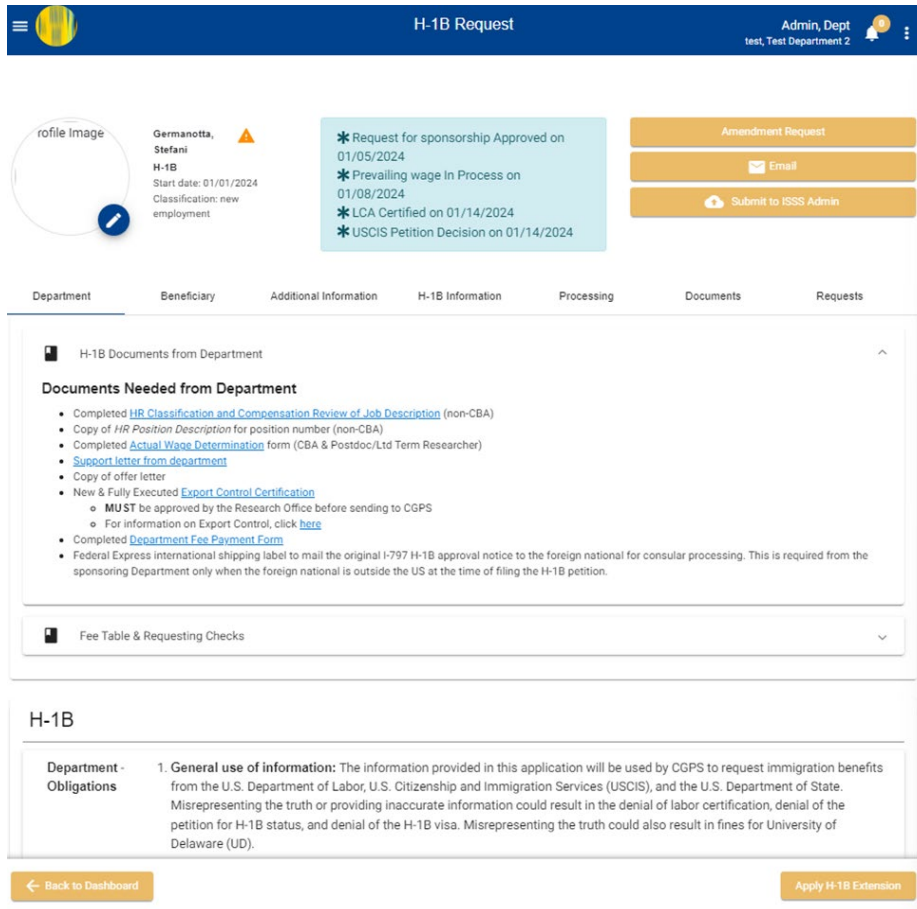 H-1B Request
Admin, Dept
test, Test Department 2
0
rofile Image
Germanotta,
Stefani
H-1B
Start date: 01/01/2024
Classification: new
employment
✱ Request for sponsorship Approved on
01/05/2024
✱ Prevailing wage In Process on
01/08/2024
✱ LCA Certified on 01/14/2024
✱ USCIS Petition Decision on 01/14/2024
Amendment Request
Email
Submit to ISSS Admin
Department Beneficiary Additional Information H-1B Information Processing Documents Requests
H-1B Documents from Department
Documents Needed from Department
• Completed HR Classification and Compensation Review of Job Description (non-CBA)
• Copy of HR Position Description for position number (non-CBA)
• Completed Actual Wage Determination form (CBA & Postdoc/Ltd Term Researcher)
• Support letter from department
• Copy of offer letter
• New & Fully Executed Export Control Certification
o MUST be approved by the Research Office before sending to CGPS
o For information on Export Control, click here
• Completed Department Fee Payment Form
• Federal Express international shipping label to mail the original I-797 H-1B approval notice to the foreign national for consular processing. This is required from the
sponsoring Department only when the foreign national is outside the US at the time of filing the H-1B petition.
Fee Table & Requesting Checks
H-1B
Department -
Obligations
1. General use of information: The information provided in this application will be used by CGPS to request immigration benefits
from the U.S. Department of Labor, U.S. Citizenship and Immigration Services (USCIS), and the U.S. Department of State.
Misrepresenting the truth or providing inaccurate information could result in the denial of labor certification, denial of the
petition for H-1B status, and denial of the H-1B visa. Misrepresenting the truth could also result in fines for University of
Delaware (UD).
Back to Dashboard
Apply H-1B Extension